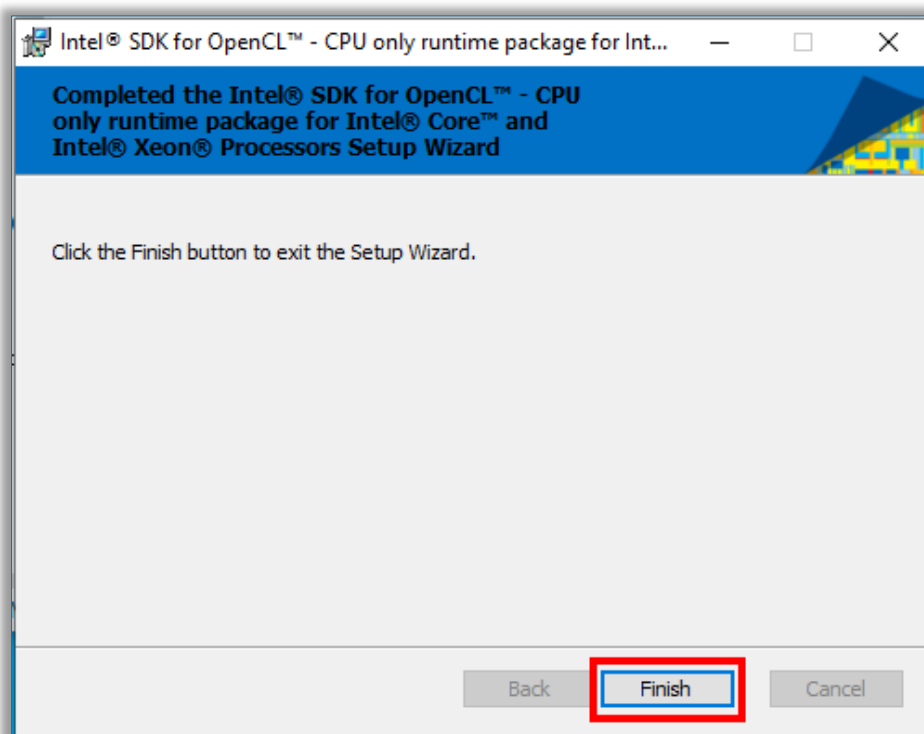 Intel® SDK for OpenCL™ - CPU only runtime package for Int...
Completed the Intel® SDK for OpenCL™ - CPU
only runtime package for Intel® Core™ and
Intel® Xeon® Processors Setup Wizard
Click the Finish button to exit the Setup Wizard.
Back Finish Cancel